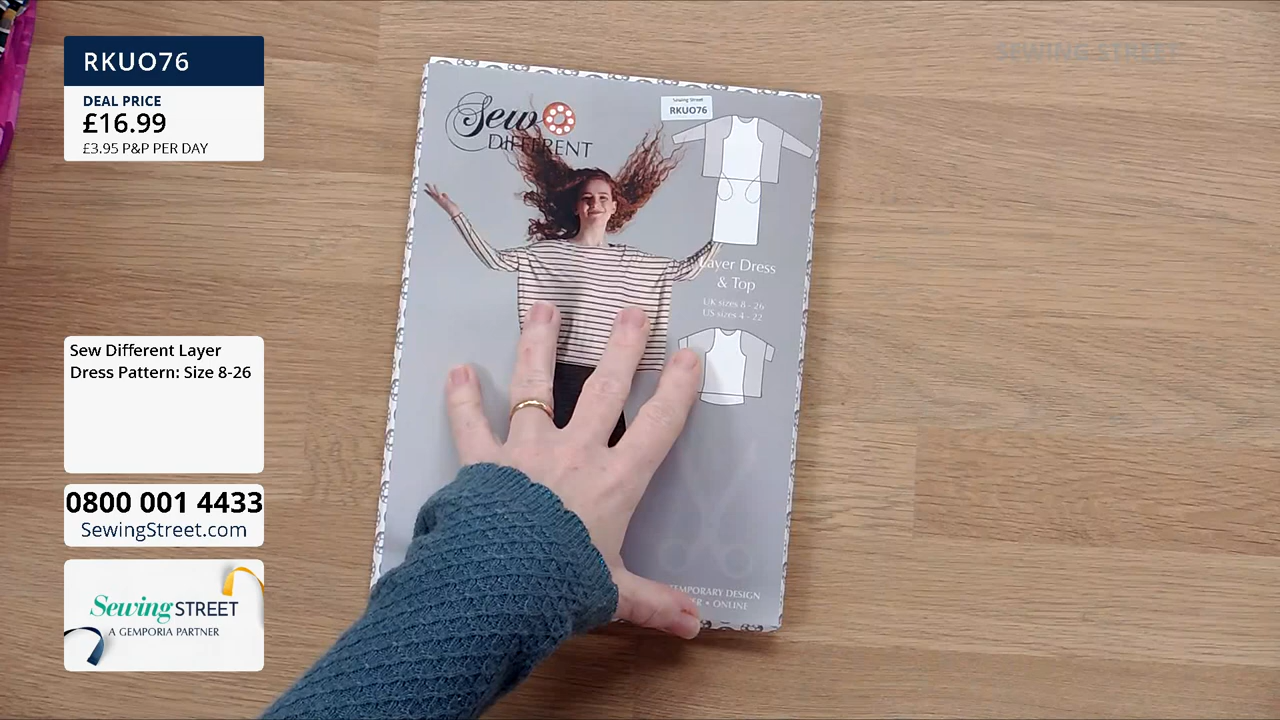 RKUO76
DEAL PRICE
£16.99
£3.95 P&P PER DAY
SEWING STREET
Sew
DIFFERENT
Sewing Street
RKUO76
Layer Dress
& Top
UK sizes 8 - 26
US sizes 4 - 22
Sew Different Layer
Dress Pattern: Size 8-26
0800 001 4433
SewingStreet.com
Sewing STREET
A GEMPORIA PARTNER
DESIGN
• ONLINE